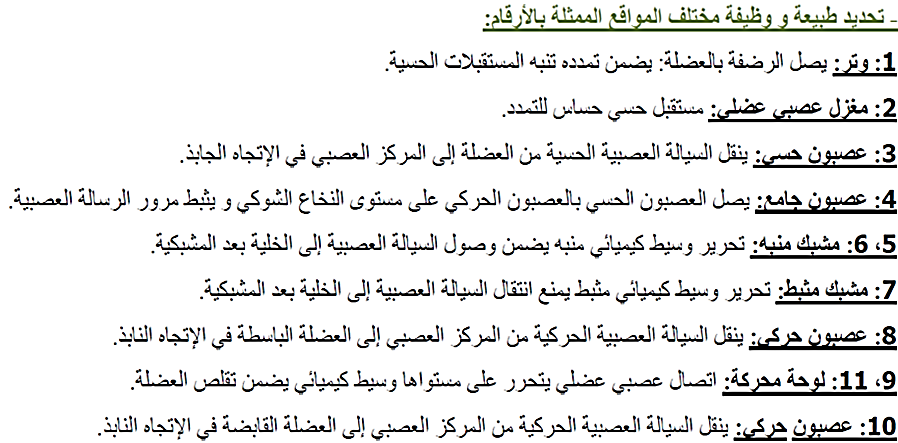 - تحديد طبيعة و وظيفة مختلف المواقع الممثلة بالأرقام:
1: وتر: يصل الرضفة بالعضلة: يضمن تمدده تنبه المستقبلات الحسية.
2: مغزل عصبي عضلي: مستقبل حسي حساس للتمدد.
3: عصبون حسي: ينقل السيالة العصبية الحسية من العضلة إلى المركز العصبي في الإتجاه الجابذ.
4: عصبون جامع: يصل العصبون الحسي بالعصبون الحركي على مستوى النخاع الشوكي و يثبط مرور الرسالة العصبية.
5، 6: مشبك منبه: تحرير وسيط كيميائي منبه يضمن وصول السيالة العصبية إلى الخلية بعد المشبكية.
7: مشبك مثبط: تحرير وسيط كيميائي مثبط يمنع انتقال السيالة العصبية إلى الخلية بعد المشبكية.
8: عصبون حركي: ينقل السيالة العصبية الحركية من المركز العصبي إلى العضلة الباسطة في الإتجاه النابذ.
9، 11: لوحة محركة: اتصال عصبي عضلي يتحرر على مستواها وسيط كيميائي يضمن تقلص العضلة.
10: عصبون حركي: ينقل السيالة العصبية الحركية من المركز العصبي إلى العضلة القابضة في الإتجاه النابذ.